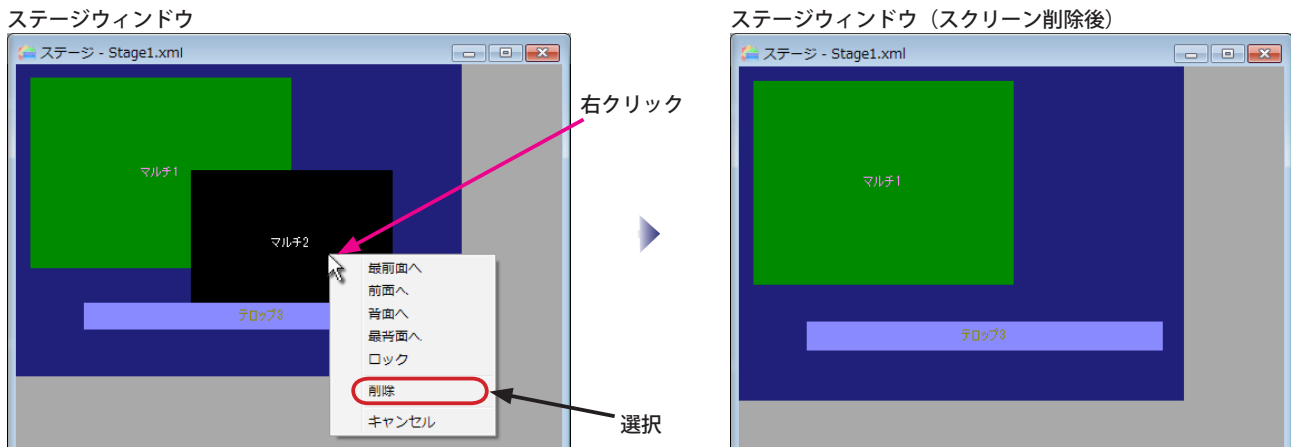 ステージウィンドウ
ステージ - Stage1.xml
マルチ1
マルチ2
テロップ3
最前面へ
前面へ
背面へ
最背面へ
ロック
削除
キャンセル
右クリック
選択
ステージウィンドウ（スクリーン削除後）
ステージ - Stage1.xml
マルチ1
テロップ3